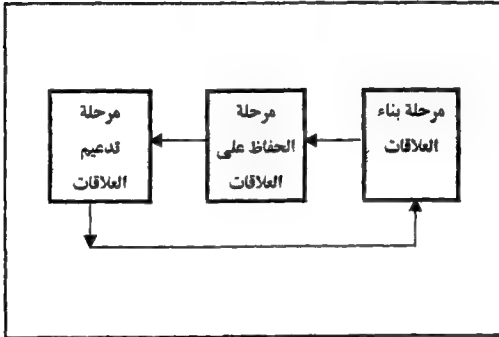 مرحلة بناء
العلاقات
مرحلة
الحفاظ على
العلاقات
مرحلة
تدعيم
العلاقات